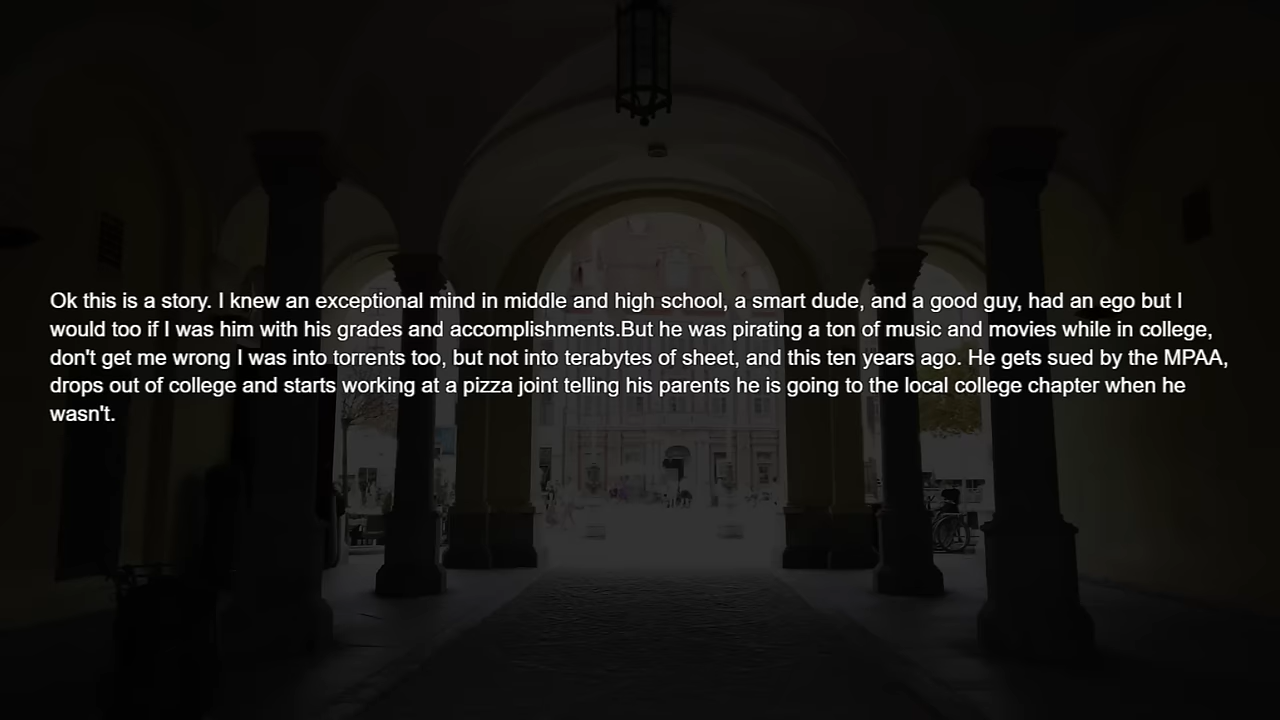 Ok this is a story. I knew an exceptional mind in middle and high school, a smart dude, and a good guy, had an ego but I
would too if I was him with his grades and accomplishments.But he was pirating a ton of music and movies while in college,
don't get me wrong I was into torrents too, but not into terabytes of sheet, and this ten years ago. He gets sued by the MPAA,
drops out of college and starts working at a pizza joint telling his parents he is going to the local college chapter when he
wasn't.